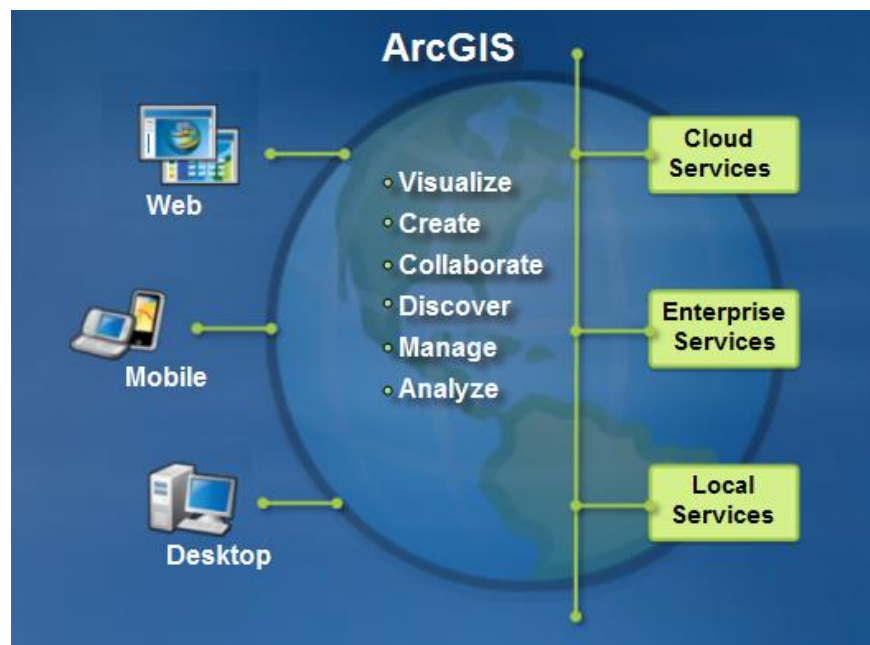 ArcGIS
Web
Mobile
Desktop
Visualize
Create
Collaborate
Discover
Manage
Analyze
Cloud
Services
Enterprise
Services
Local
Services